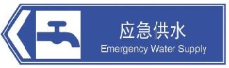 应急供水
Emergency Water Supply